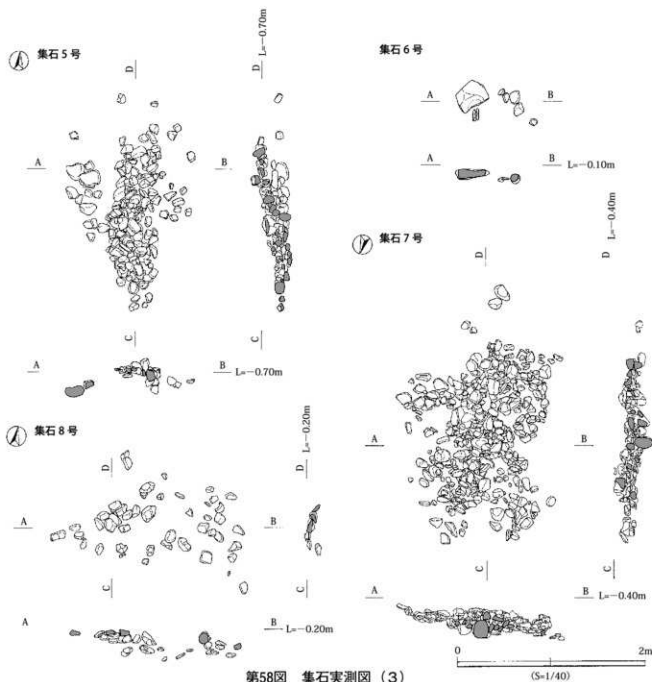 集石5号
D
L=-0.70m
D
A
B
C
C
A
B
L=-0.70m
集石6号
A
B
A
B
L=-0.10m
集石7号
D
L=-0.40m
D
A
B
C
C
A
B
L=-0.40m
集石8号
D
L=-0.20m
D
A
B
C
C
A
B
L=-0.20m
0
2m
(S=1/40)
第58図 集石実測図(3)